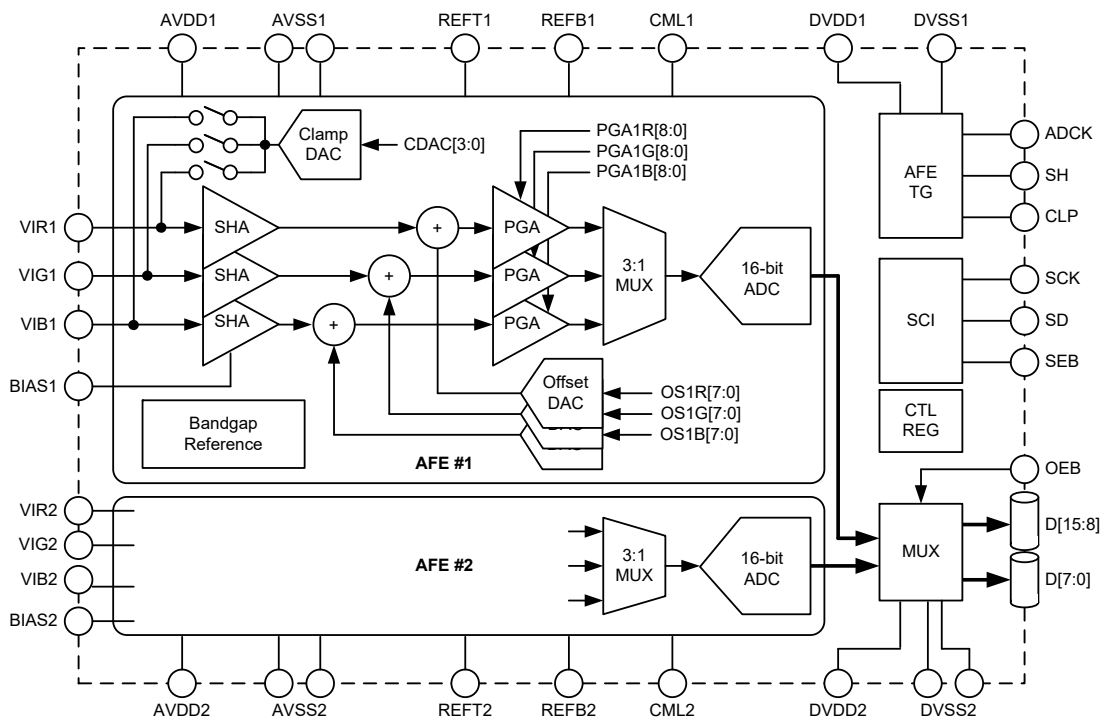 AVDD1
AVSS1
REFT1
REFB1
CML1
DVDD1
DVSS1
Clamp
DAC
CDAC[3:0]
PGA1R[8:0]
PGA1G[8:0]
PGA1B[8:0]
AFE
TG
ADCK
SH
CLP
VIR1
VIG1
VIB1
BIAS1
SHA
SHA
SHA
+
+
+
PGA
PGA
PGA
3:1
MUX
16-bit
ADC
SCI
SCK
SD
SEB
Offset
DAC
OS1R[7:0]
OS1G[7:0]
OS1B[7:0]
Bandgap
Reference
AFE #1
CTL
REG
OEB
VIR2
VIG2
VIB2
BIAS2
AFE #2
3:1
MUX
16-bit
ADC
MUX
D[15:8]
D[7:0]
AVDD2
AVSS2
REFT2
REFB2
CML2
DVDD2
DVSS2